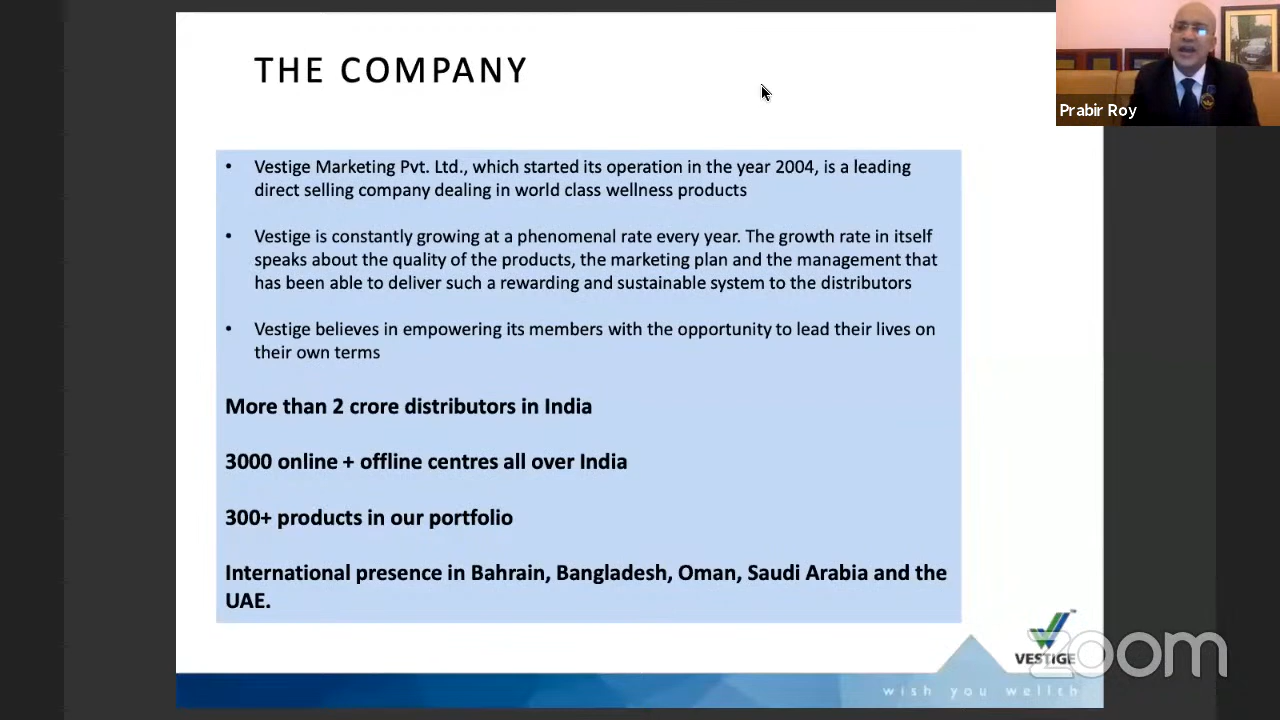 THE COMPANY
Prabir Roy
• Vestige Marketing Pvt. Ltd., which started its operation in the year 2004, is a leading
direct selling company dealing in world class wellness products
• Vestige is constantly growing at a phenomenal rate every year. The growth rate in itself
speaks about the quality of the products, the marketing plan and the management that
has been able to deliver such a rewarding and sustainable system to the distributors
• Vestige believes in empowering its members with the opportunity to lead their lives on
their own terms
More than 2 crore distributors in India
3000 online + offline centres all over India
300+ products in our portfolio
International presence in Bahrain, Bangladesh, Oman, Saudi Arabia and the
UAE.
VESTIGE
zoom
wish you wellth